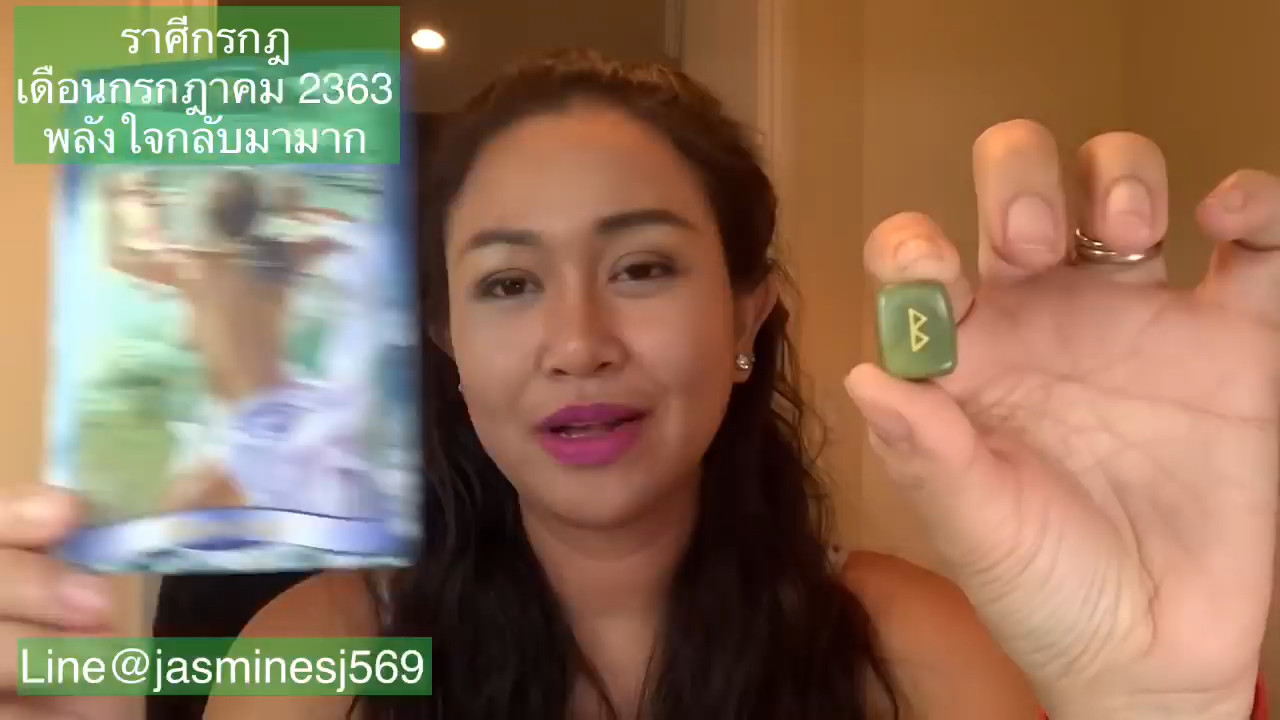 ราศีกรกฎ
เดือนกรกฎาคม 2363
พลังใจกลับมามาก
ᛒ
Line@jasminesj569